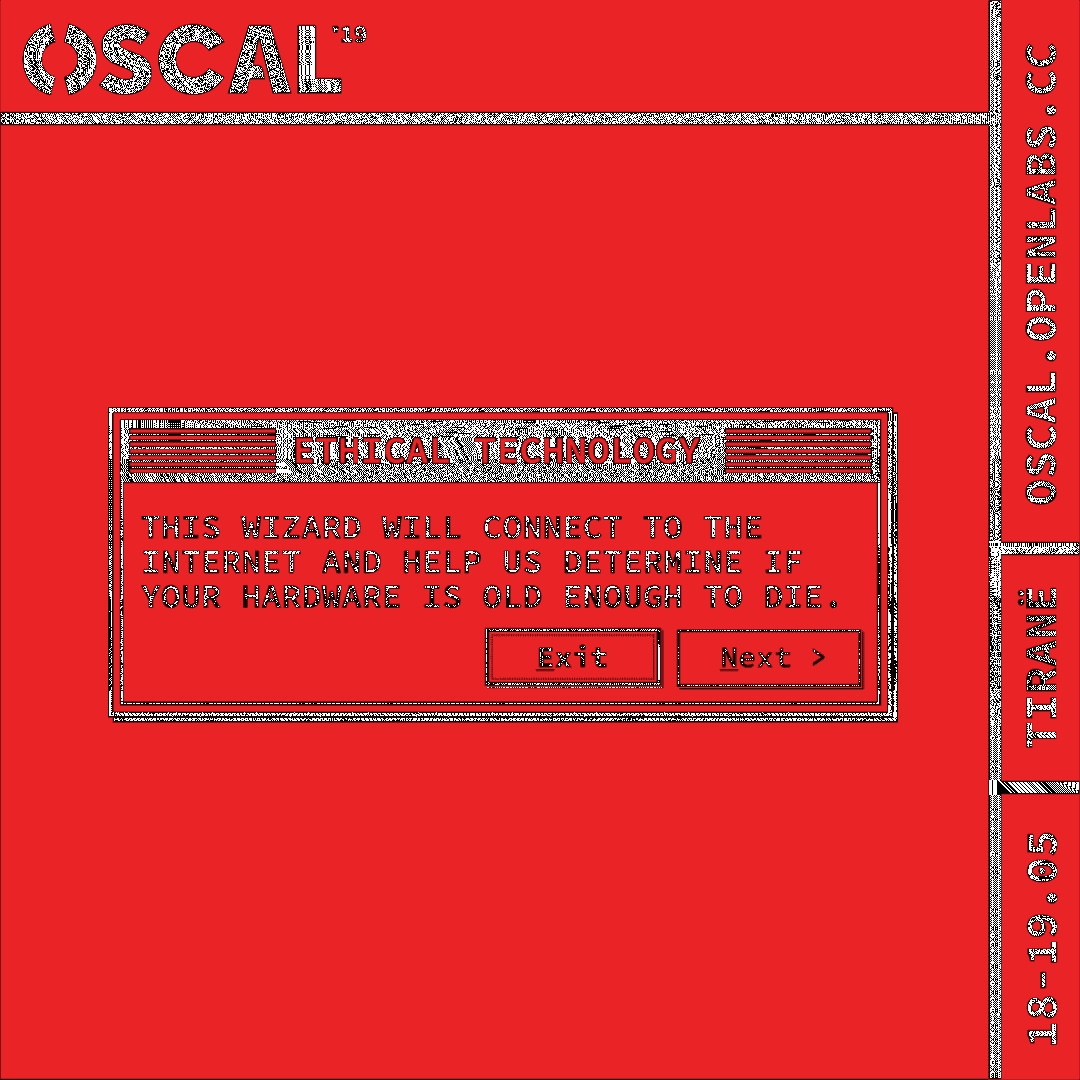 OSCAL '19
ETHICAL TECHNOLOGY
THIS WIZARD WILL CONNECT TO THE
INTERNET AND HELP US DETERMINE IF
YOUR HARDWARE IS OLD ENOUGH TO DIE.
Exit
Next >
OSCAL.OPENLABS.CC
TIRANË
18-19.05